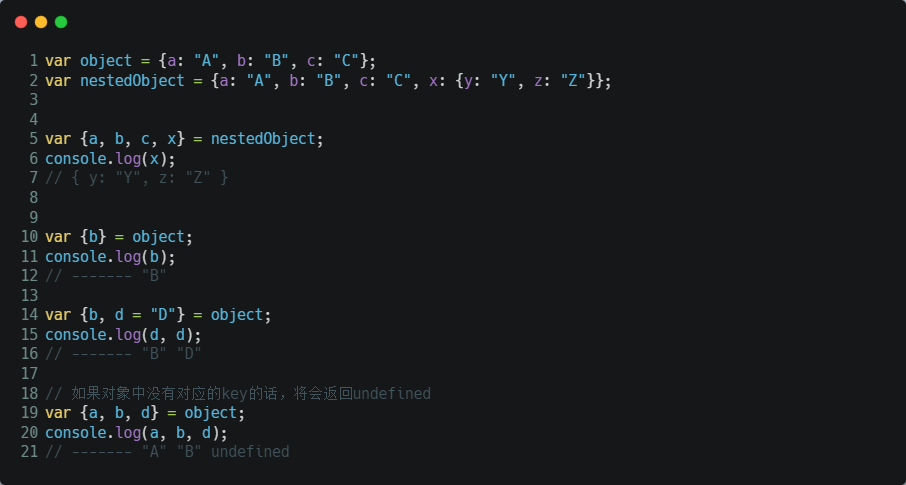 1 var object = {a: "A", b: "B", c: "C"};
2 var nestedObject = {a: "A", b: "B", c: "C", x: {y: "Y", z: "Z"}};
3
4
5 var {a, b, c, x} = nestedObject;
6 console.log(x);
7 // { y: "Y", z: "Z" }
8
9
10 var {b} = object;
11 console.log(b);
12 // ------- "B"
13
14 var {b, d = "D"} = object;
15 console.log(d, d);
16 // ------- "B" "D"
17
18 // 如果对象中没有对应的key的话，将会返回undefined
19 var {a, b, d} = object;
20 console.log(a, b, d);
21 // ------- "A" "B" undefined